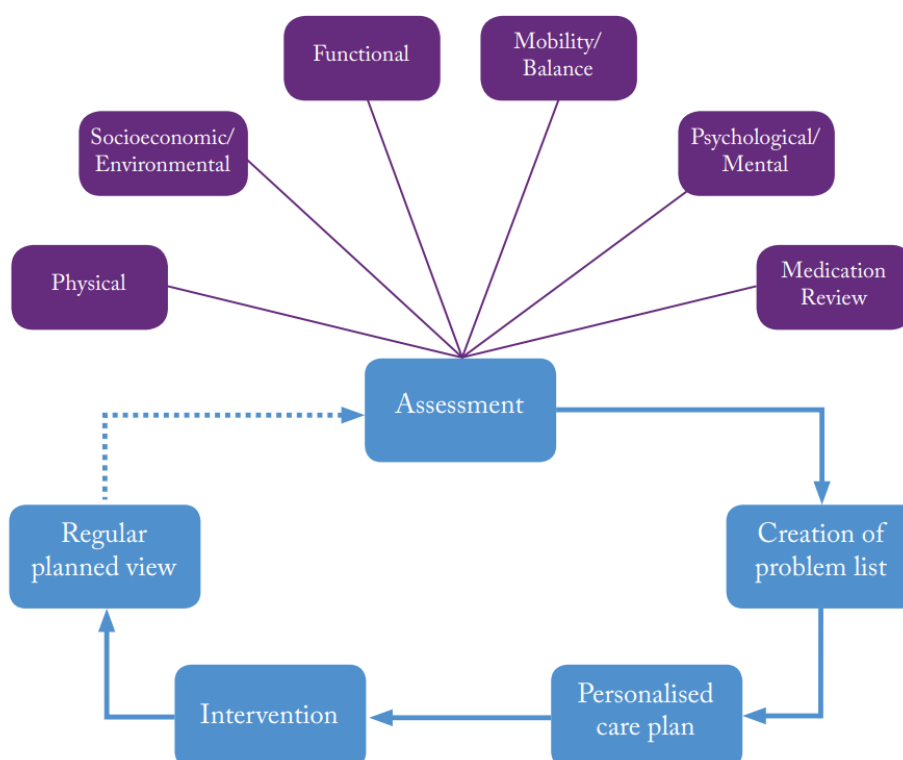 Functional
Mobility/
Balance
Socioeconomic/
Environmental
Psychological/
Mental
Physical
Medication
Review
Assessment
Regular
planned view
Creation of
problem list
Intervention
Personalised
care plan